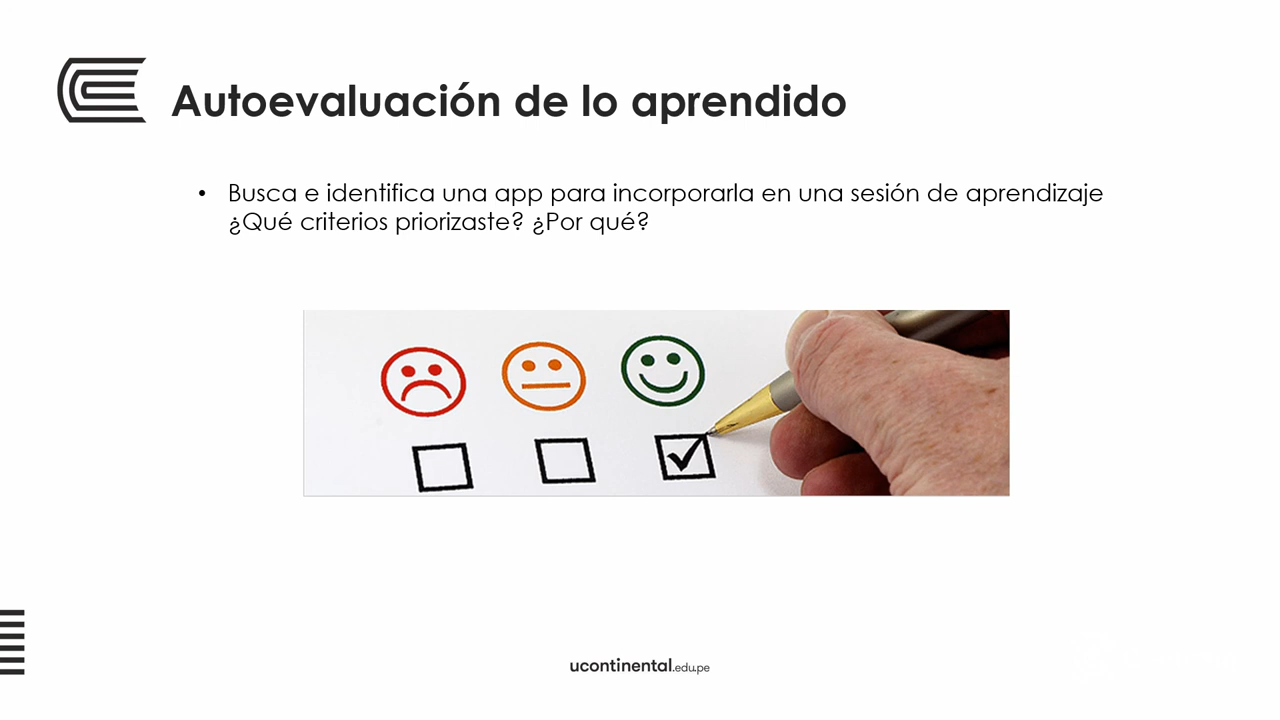 Autoevaluación de lo aprendido
• Busca e identifica una app para incorporarla en una sesión de aprendizaje
¿Qué criterios priorizaste? ¿Por qué?
ucontinental.edu.pe